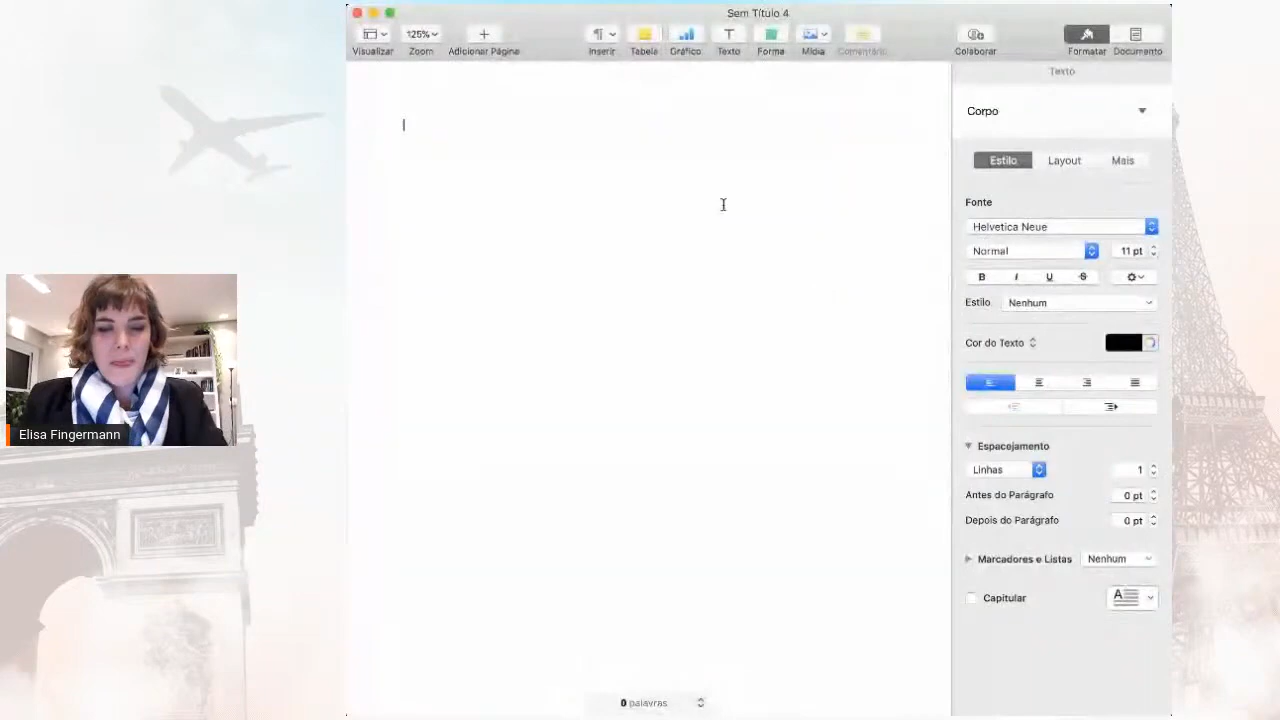 Sem Título 4
125%
Visualizar Zoom Adicionar Página Inserir Tabela Gráfico Texto Forma Mídia Comentário Colaborar Formatar Documento
Texto
Corpo
Estilo Layout Mais
Fonte
Helvetica Neue
Normal 11 pt
B I U S
Estilo Nenhum
Cor do Texto
Espacejamento
Linhas 1
Antes do Parágrafo 0 pt
Depois do Parágrafo 0 pt
Marcadores e Listas Nenhum
Capitular A
Elisa Fingermann
0 palavras